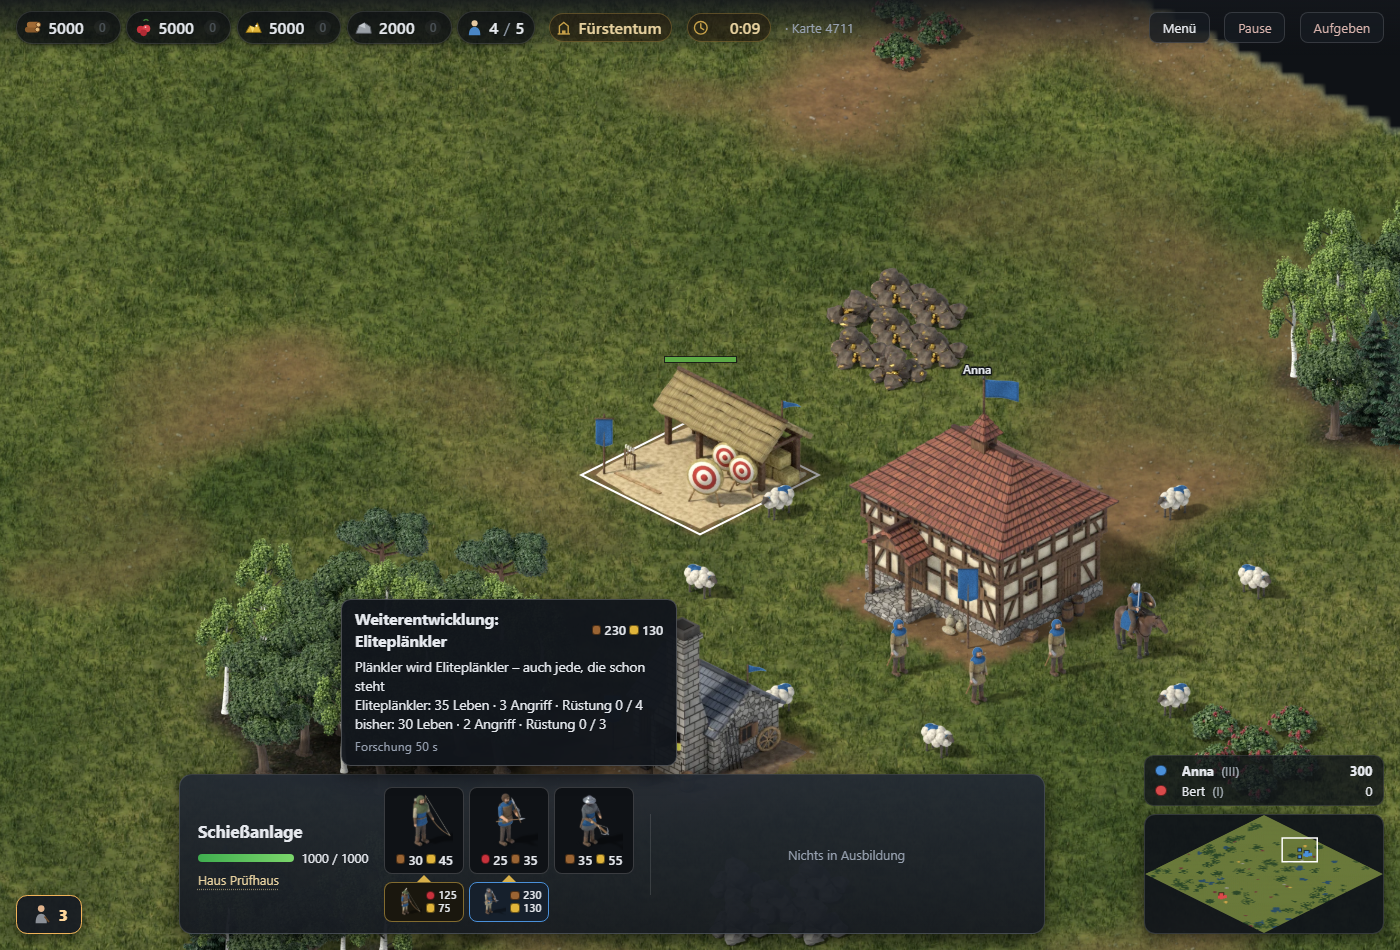 5000 0 5000 0 5000 0 2000 0 4 / 5 Fürstentum 0:09 · Karte 4711 Menü Pause Aufgeben
Anna
Weiterentwicklung:
Eliteplänkler
230 130
Plänkler wird Eliteplänkler – auch jede, die schon
steht
Eliteplänkler: 35 Leben · 3 Angriff · Rüstung 0 / 4
bisher: 30 Leben · 2 Angriff · Rüstung 0 / 3
Forschung 50 s
Schießanlage
1000 / 1000
Haus Prüfhaus
30 45
25 35
35 55
125
75
230
130
Nichts in Ausbildung
Anna (III) 300
Bert (I) 0
3